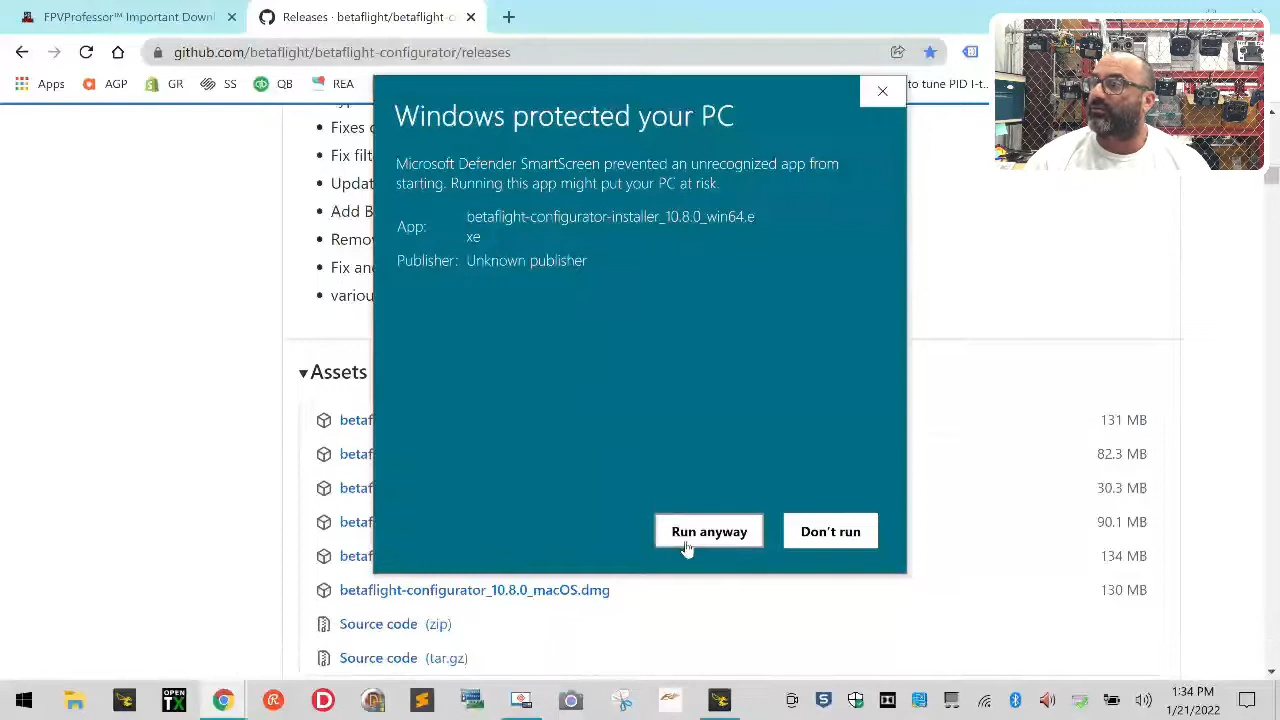 FPVProfessor™ Important Down
Releases · betaflight/betaflight-c
github.com/betaflight/betaf
configurator/releases
Apps
AGP
GR
SS
QB
REA
to tune PID I-t...
Windows protected your PC
Microsoft Defender SmartScreen prevented an unrecognized app from
starting. Running this app might put your PC at risk.
App: betaflight-configurator-installer_10.8.0_win64.e
xe
Publisher: Unknown publisher
Fixes
Fix filt
Updat
Add B
Remo
Fix and
variou
Assets
betaf 131 MB
betaf 82.3 MB
betaf 30.3 MB
betaf 90.1 MB
betaf 134 MB
Run anyway
Don't run
betaflight-configurator_10.8.0_macOS.dmg 130 MB
Source code (zip)
Source code (tar.gz)
OPEN
TX
1:34 PM
1/21/2022